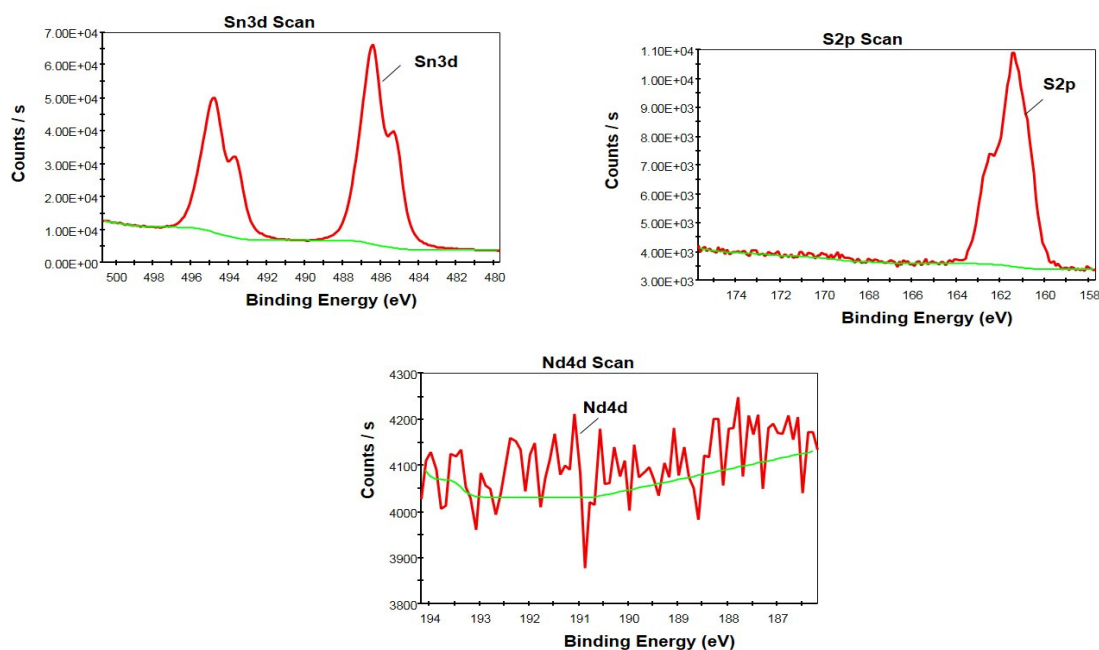 Sn3d Scan
7.00E+04
6.00E+04
5.00E+04
4.00E+04
3.00E+04
2.00E+04
1.00E+04
0.00E+00
Counts / s
Sn3d
500 498 496 494 492 490 488 486 484 482 480
Binding Energy (eV)
S2p Scan
1.10E+04
1.00E+04
9.00E+03
8.00E+03
7.00E+03
6.00E+03
5.00E+03
4.00E+03
3.00E+03
Counts / s
S2p
174 172 170 168 166 164 162 160 158
Binding Energy (eV)
Nd4d Scan
4300
4200
4100
4000
3900
3800
Counts / s
Nd4d
194 193 192 191 190 189 188 187
Binding Energy (eV)